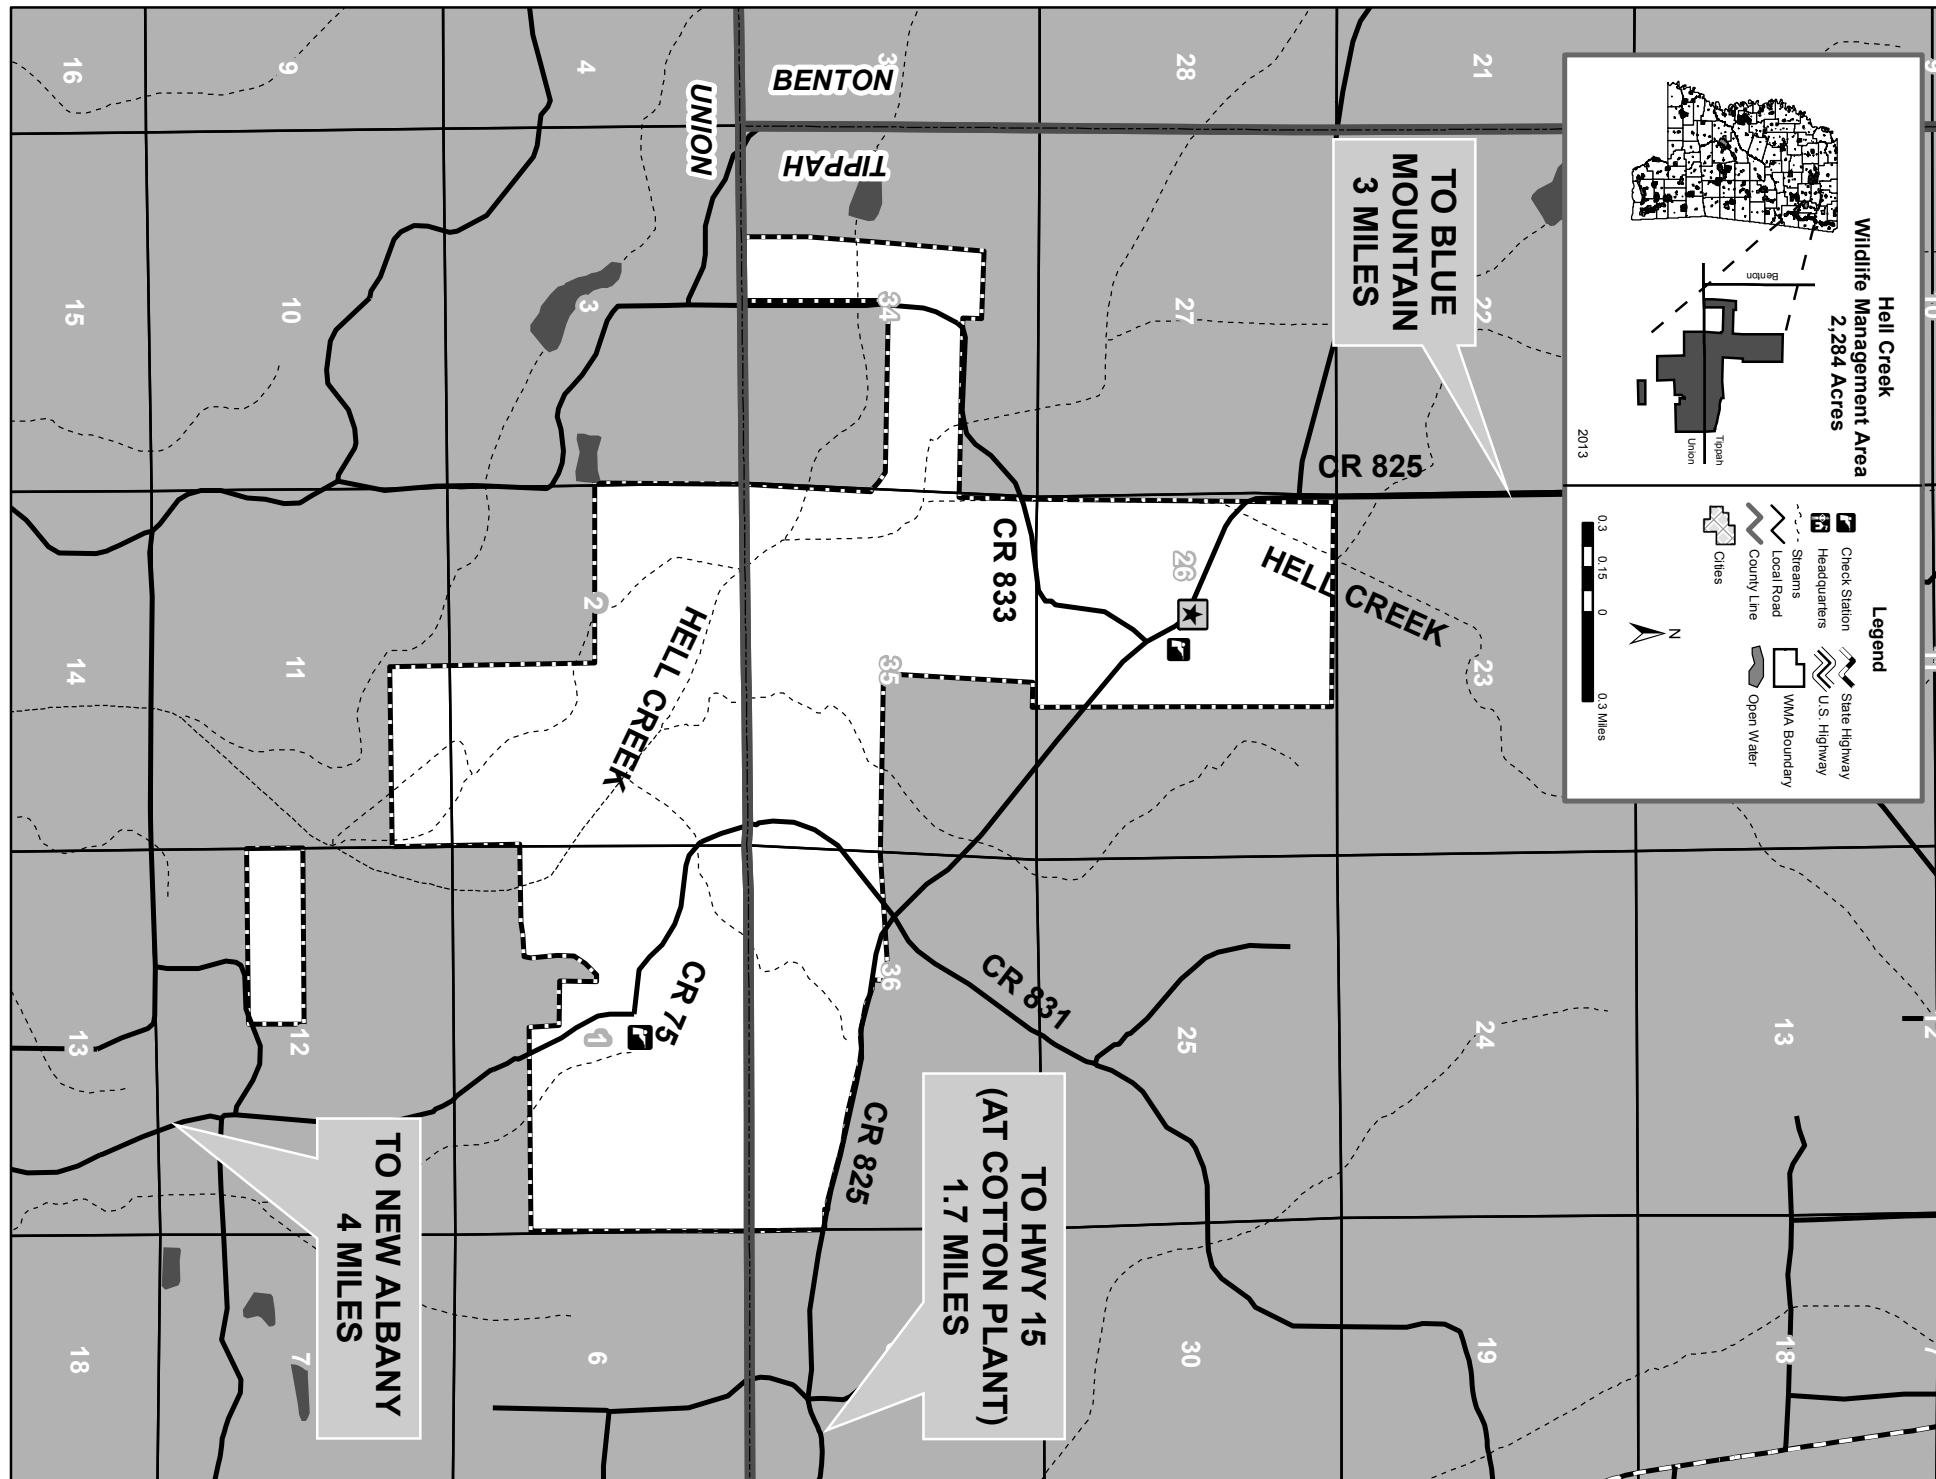 Hell Creek
Wildlife Management Area
2,284 Acres
Benton
Tippah
Union
2013
Legend
Check Station
Headquarters
Streams
Local Road
County Line
Cities
State Highway
U.S. Highway
WMA Boundary
Open Water
N
0.3 0.15 0 0.3 Miles
TO BLUE
MOUNTAIN
3 MILES
TO HWY 15
(AT COTTON PLANT)
1.7 MILES
TO NEW ALBANY
4 MILES
BENTON
TIPPAH
UNION
CR 825
CR 833
HELL CREEK
HELL CREEK
CR 831
CR 75
CR 825
9
10
11
12
7
13
18
21
22
23
24
19
28
27
26
25
30
34
35
36
4
3
2
1
6
9
10
11
12
7
16
15
14
13
18